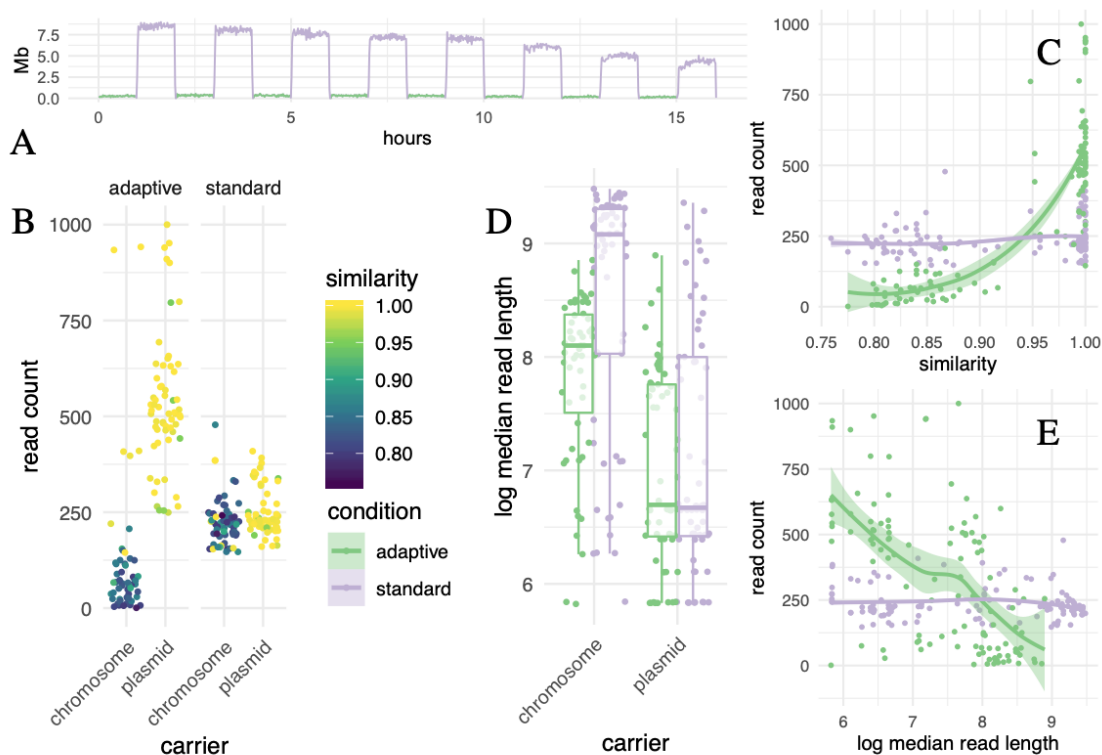 Mb
7.5
5.0
2.5
0.0
0
5
10
15
hours
A
B
adaptive
standard
read count
1000
750
500
250
0
chromosome
plasmid
chromosome
plasmid
carrier
similarity
1.00
0.95
0.90
0.85
0.80
condition
adaptive
standard
D
log median read length
9
8
7
6
chromosome
plasmid
carrier
C
read count
1000
750
500
250
0
0.75
0.80
0.85
0.90
0.95
1.00
similarity
E
read count
1000
750
500
250
0
6
7
8
9
log median read length